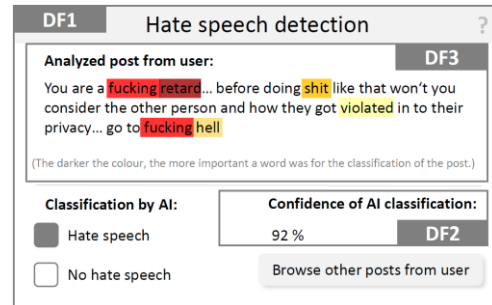 DF1
Hate speech detection
?
Analyzed post from user:
DF3
You are a fucking retard... before doing shit like that won't you
consider the other person and how they got violated in to their
privacy... go to fucking hell
(The darker the colour, the more important a word was for the classification of the post.)
Classification by AI:
Hate speech
No hate speech
Confidence of AI classification:
92 %
DF2
Browse other posts from user